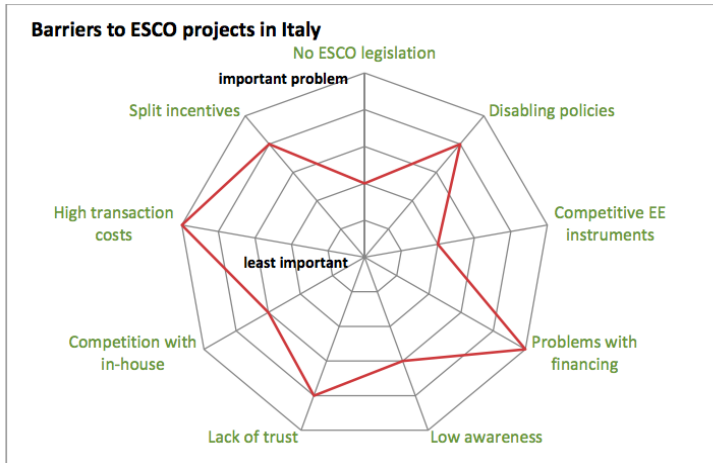 Barriers to ESCO projects in Italy
No ESCO legislation
important problem
Split incentives
Disabling policies
High transaction
costs
Competitive EE
instruments
least important
Competition with
in-house
Problems with
financing
Lack of trust
Low awareness